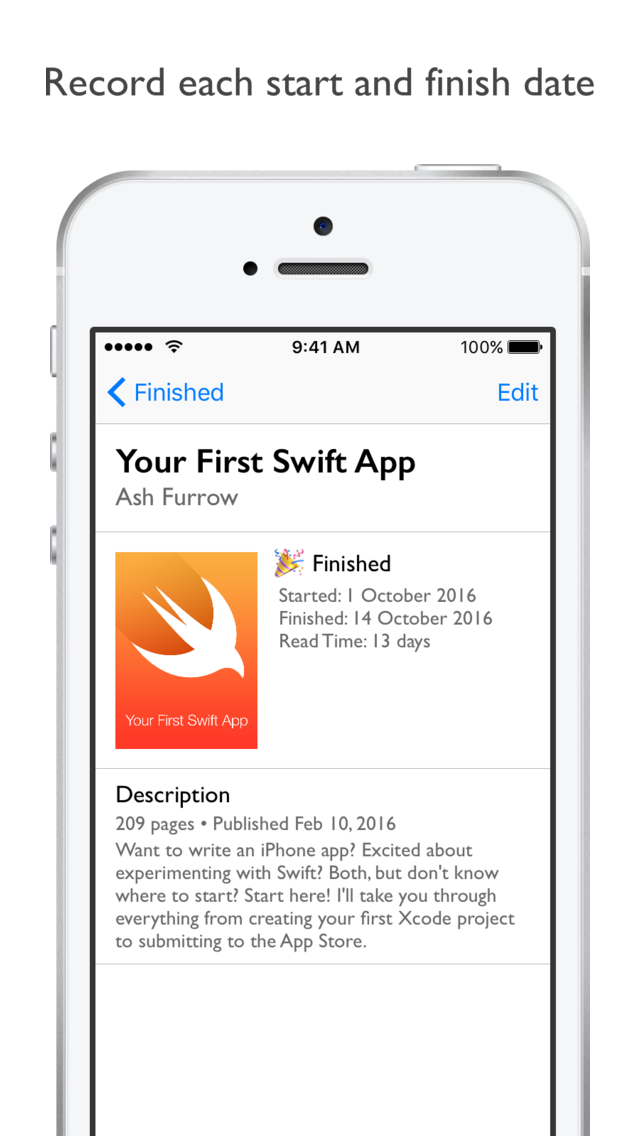 Record each start and finish date
9:41 AM
100%
Finished
Edit
Your First Swift App
Ash Furrow
🎉 Finished
Started: 1 October 2016
Finished: 14 October 2016
Read Time: 13 days
Your First Swift App
Description
209 pages • Published Feb 10, 2016
Want to write an iPhone app? Excited about
experimenting with Swift? Both, but don't know
where to start? Start here! I'll take you through
everything from creating your first Xcode project
to submitting to the App Store.